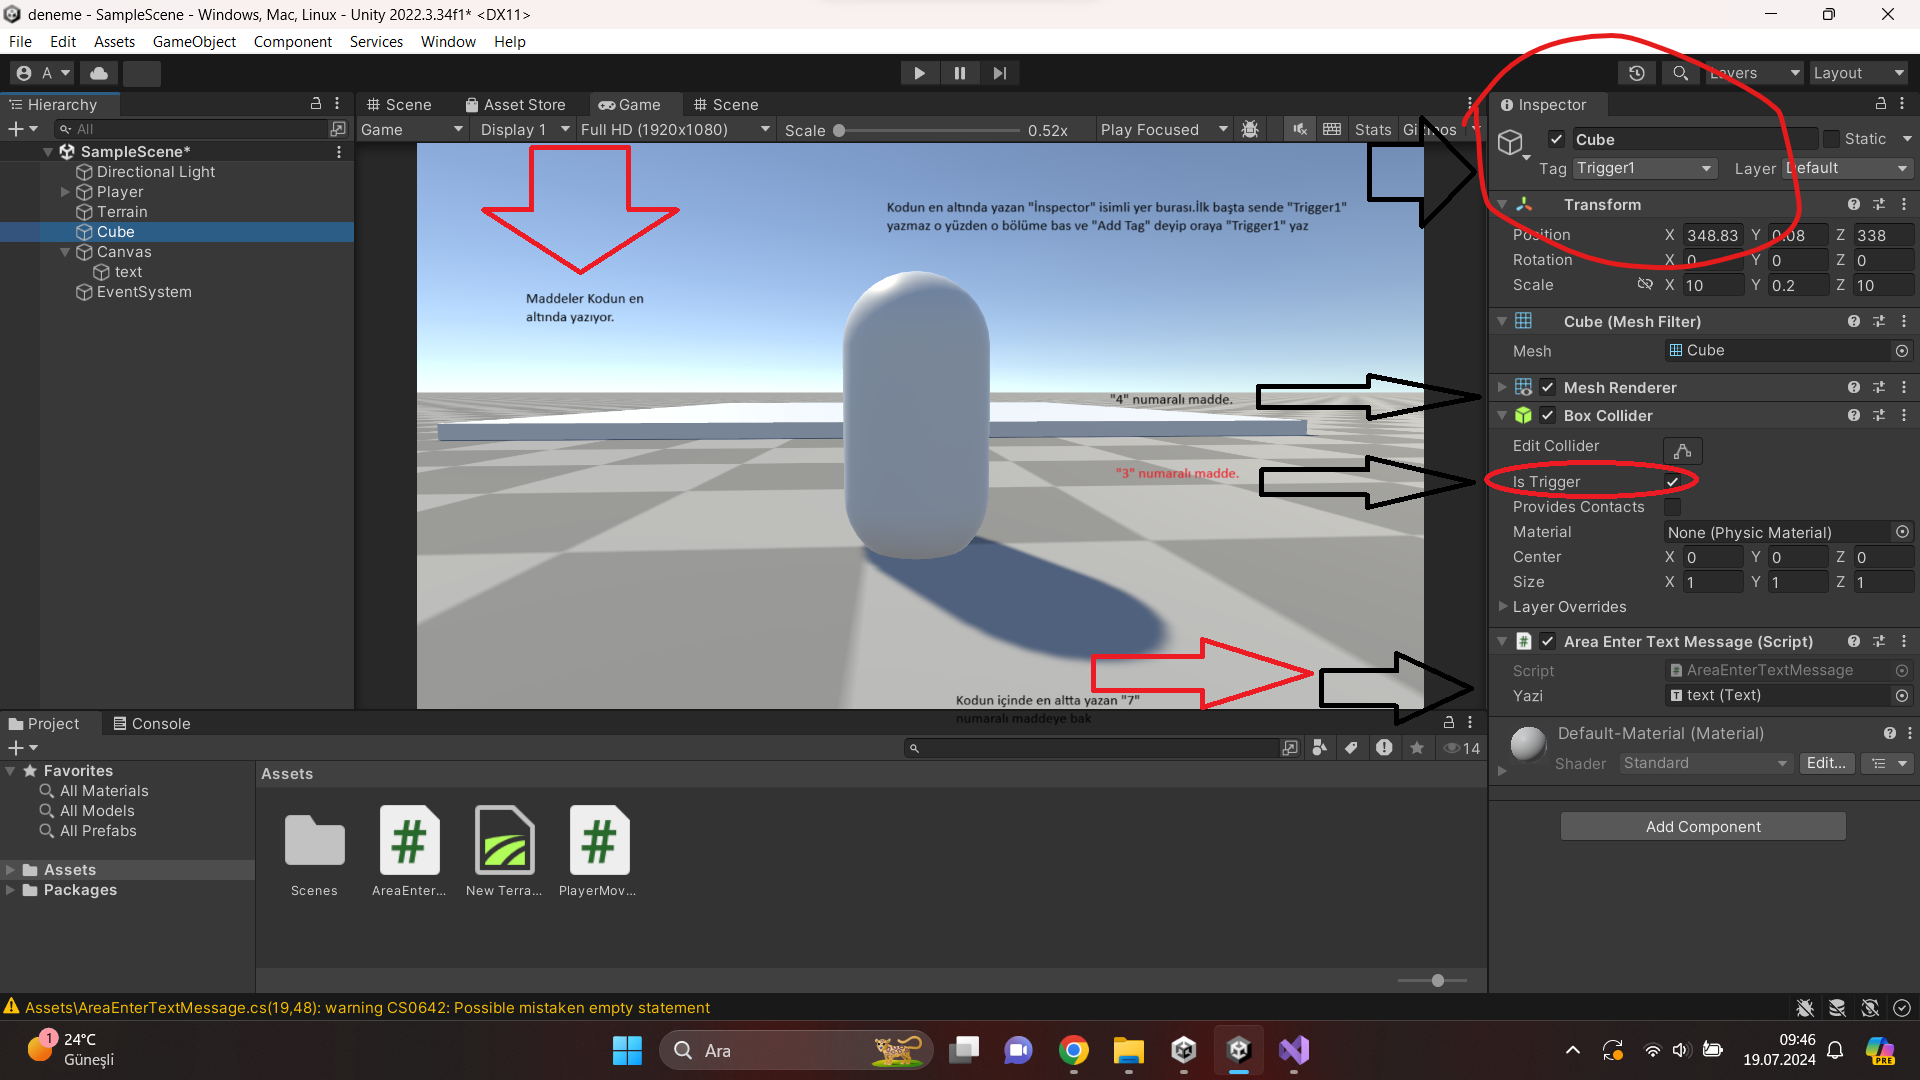 deneme - SampleScene - Windows, Mac, Linux - Unity 2022.3.34f1* <DX11>
File Edit Assets GameObject Component Services Window Help
A
Layers Layout
Hierarchy
All
SampleScene*
Directional Light
Player
Terrain
Cube
Canvas
text
EventSystem
Scene Asset Store Game Scene
Game Display 1 Full HD (1920x1080) Scale 0.52x Play Focused Stats Gizmos
Kodun en altında yazan "İnspector" isimli yer burası.İlk başta sende "Trigger1"
yazmaz o yüzden o bölüme bas ve "Add Tag" deyip oraya "Trigger1" yaz
Maddeler Kodun en
altında yazıyor.
"4" numaralı madde.
"3" numaralı madde.
Kodun içinde en altta yazan "7"
numaralı maddeye bak
Inspector
Cube Static
Tag Trigger1 Layer Default
Transform
Position X 348.83 Y 0.08 Z 338
Rotation X 0 Y 0 Z 0
Scale X 10 Y 0.2 Z 10
Cube (Mesh Filter)
Mesh Cube
Mesh Renderer
Box Collider
Edit Collider
Is Trigger
Provides Contacts
Material None (Physic Material)
Center X 0 Y 0 Z 0
Size X 1 Y 1 Z 1
Layer Overrides
# Area Enter Text Message (Script)
Script # AreaEnterTextMessage
Yazi T text (Text)
Default-Material (Material)
Shader Standard Edit...
Add Component
Project Console
14
Favorites
All Materials
All Models
All Prefabs
Assets
Packages
Assets
# #
Scenes AreaEnter... New Terra... PlayerMov...
Assets\AreaEnterTextMessage.cs(19,48): warning CS0642: Possible mistaken empty statement
1
24°C
Güneşli
Ara
09:46
19.07.2024
PRE